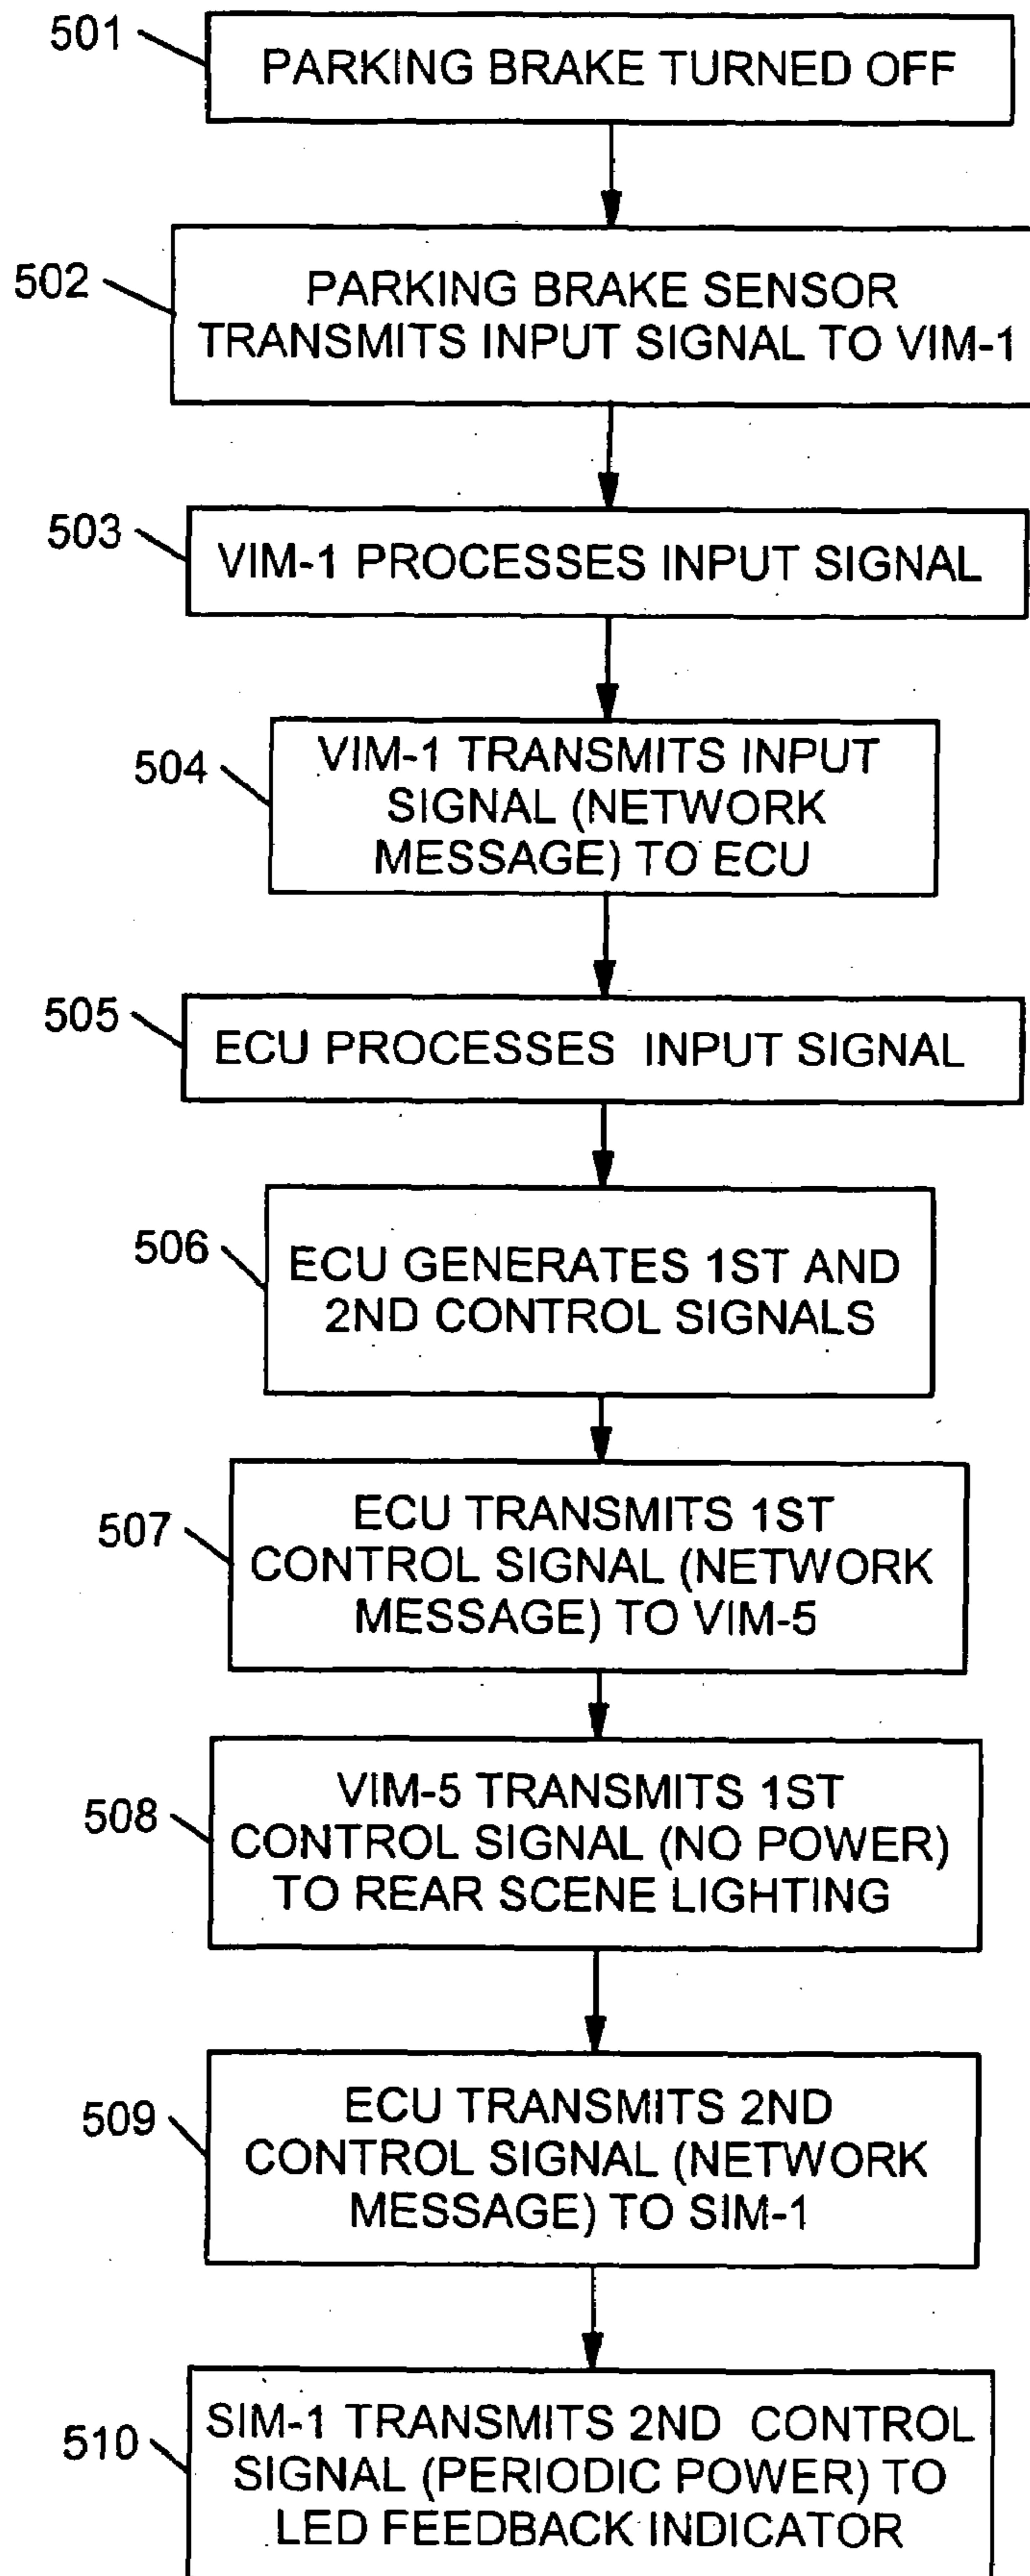 501
PARKING BRAKE TURNED OFF
502
PARKING BRAKE SENSOR
TRANSMITS INPUT SIGNAL TO VIM-1
503
VIM-1 PROCESSES INPUT SIGNAL
504
VIM-1 TRANSMITS INPUT
SIGNAL (NETWORK
MESSAGE) TO ECU
505
ECU PROCESSES INPUT SIGNAL
506
ECU GENERATES 1ST AND
2ND CONTROL SIGNALS
507
ECU TRANSMITS 1ST
CONTROL SIGNAL (NETWORK
MESSAGE) TO VIM-5
508
VIM-5 TRANSMITS 1ST
CONTROL SIGNAL (NO POWER)
TO REAR SCENE LIGHTING
509
ECU TRANSMITS 2ND
CONTROL SIGNAL (NETWORK
MESSAGE) TO SIM-1
510
SIM-1 TRANSMITS 2ND CONTROL
SIGNAL (PERIODIC POWER) TO
LED FEEDBACK INDICATOR